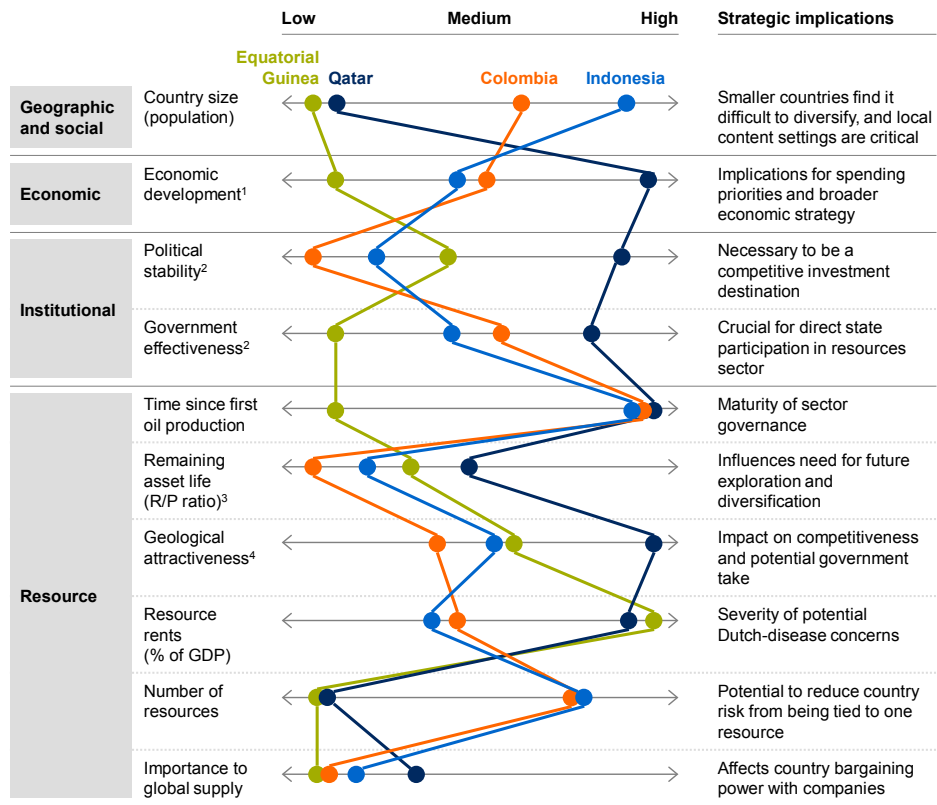 Low Medium High Strategic implications
Equatorial
Guinea Qatar Colombia Indonesia
Geographic
and social
Country size
(population)
Smaller countries find it
difficult to diversify, and local
content settings are critical
Economic
Economic
development1
Implications for spending
priorities and broader
economic strategy
Institutional
Political
stability2
Necessary to be a
competitive investment
destination
Government
effectiveness2
Crucial for direct state
participation in resources
sector
Resource
Time since first
oil production
Maturity of sector
governance
Remaining
asset life
(R/P ratio)3
Influences need for future
exploration and
diversification
Geological
attractiveness4
Impact on competitiveness
and potential government
take
Resource
rents
(% of GDP)
Severity of potential
Dutch-disease concerns
Number of
resources
Potential to reduce country
risk from being tied to one
resource
Importance to
global supply
Affects country bargaining
power with companies